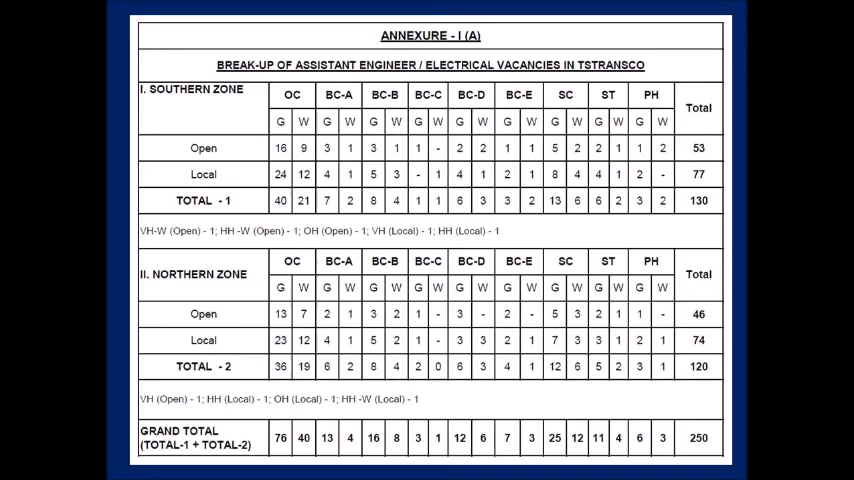 ANNEXURE - I (A)
BREAK-UP OF ASSISTANT ENGINEER / ELECTRICAL VACANCIES IN TSTRANSCO
I. SOUTHERN ZONE OC BC-A BC-B BC-C BC-D BC-E SC ST PH Total
G W G W G W G W G W G W G W G W G W
Open 16 9 3 1 3 1 1 - 2 2 1 1 5 2 2 1 1 2 53
Local 24 12 4 1 5 3 - 1 4 1 2 1 8 4 4 1 2 - 77
TOTAL - 1 40 21 7 2 8 4 1 1 6 3 3 2 13 6 6 2 3 2 130
VH-W (Open) - 1; HH -W (Open) - 1; OH (Open) - 1; VH (Local) - 1; HH (Local) - 1
II. NORTHERN ZONE OC BC-A BC-B BC-C BC-D BC-E SC ST PH Total
G W G W G W G W G W G W G W G W G W
Open 13 7 2 1 3 2 1 - 3 - 2 - 5 3 2 1 1 - 46
Local 23 12 4 1 5 2 1 - 3 3 2 1 7 3 3 1 2 1 74
TOTAL - 2 36 19 6 2 8 4 2 0 6 3 4 1 12 6 5 2 3 1 120
VH (Open) - 1; HH (Local) - 1; OH (Local) - 1; HH -W (Local) - 1
GRAND TOTAL
(TOTAL-1 + TOTAL-2) 76 40 13 4 16 8 3 1 12 6 7 3 25 12 11 4 6 3 250